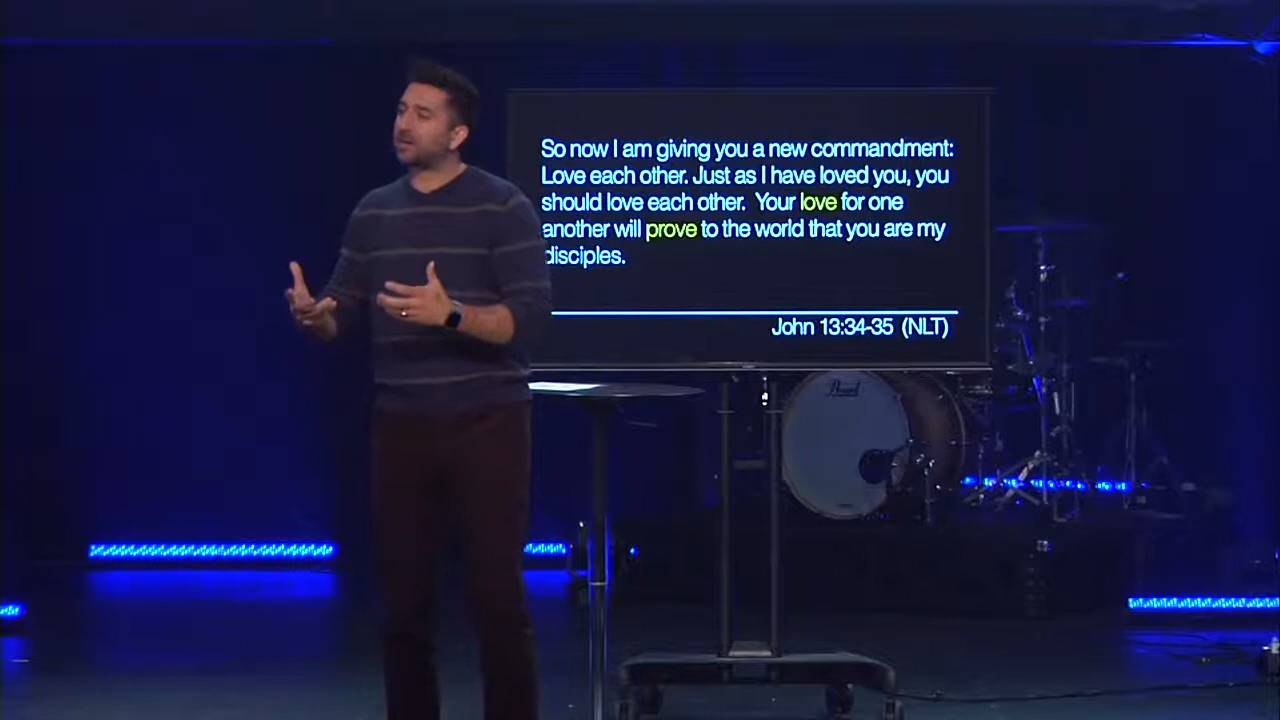 So now I am giving you a new commandment:
Love each other. Just as I have loved you, you
should love each other. Your love for one
another will prove to the world that you are my
disciples.
John 13:34-35 (NLT)
Pearl